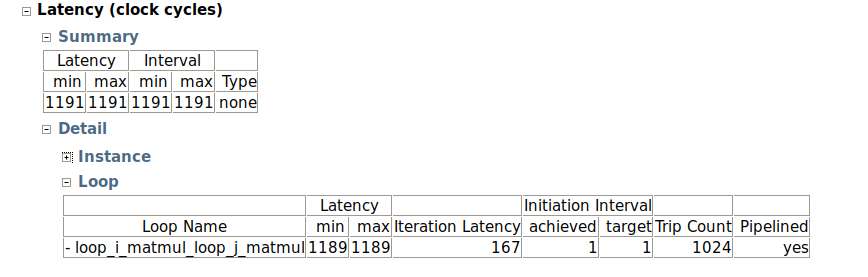 Latency (clock cycles)
Summary
Latency Interval
min max min max Type
1191 1191 1191 1191 none
Detail
Instance
Loop
Latency Initiation Interval
Loop Name min max Iteration Latency achieved target Trip Count Pipelined
- loop_i_matmul_loop_j_matmul 1189 1189 167 1 1 1024 yes